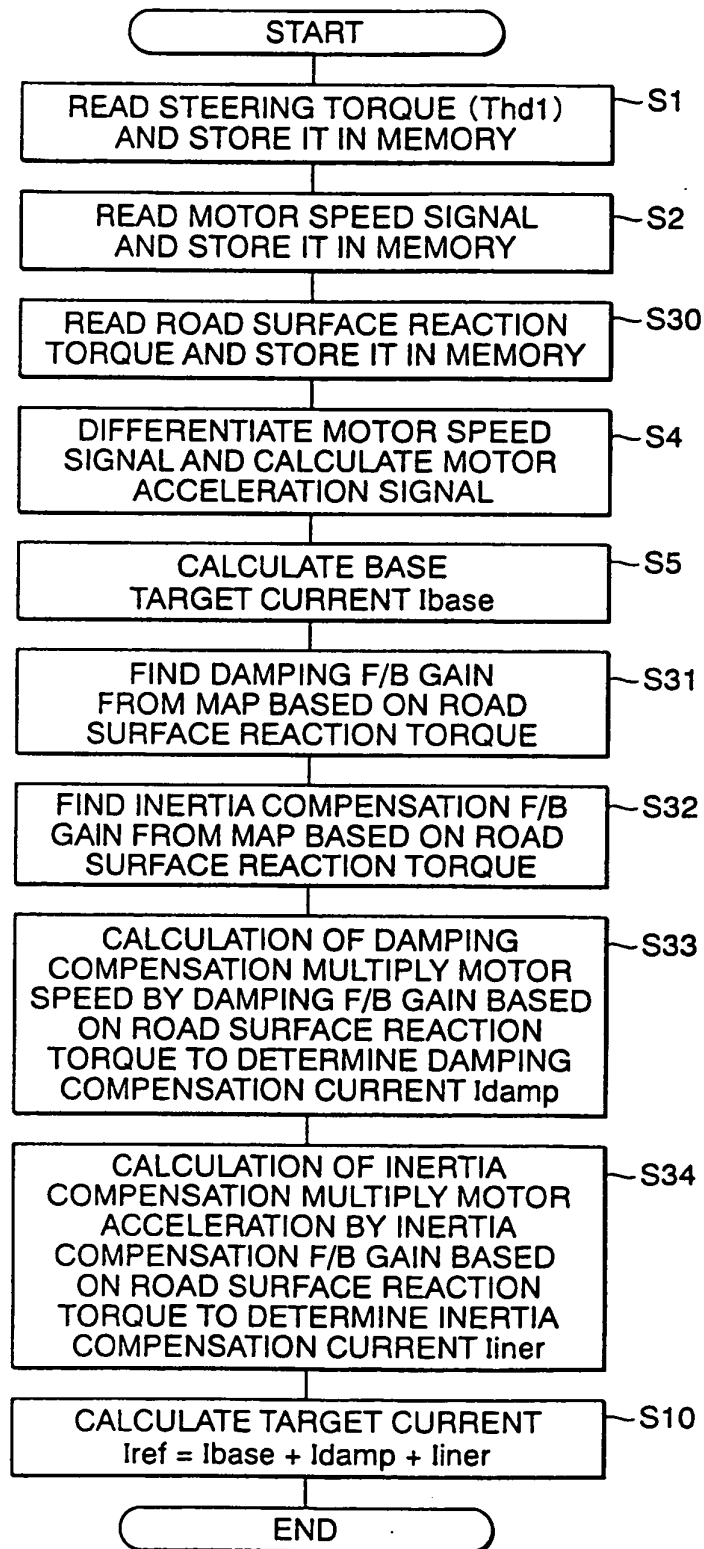 START
READ STEERING TORQUE (Thd1)
AND STORE IT IN MEMORY
S1
READ MOTOR SPEED SIGNAL
AND STORE IT IN MEMORY
S2
READ ROAD SURFACE REACTION
TORQUE AND STORE IT IN MEMORY
S30
DIFFERENTIATE MOTOR SPEED
SIGNAL AND CALCULATE MOTOR
ACCELERATION SIGNAL
S4
CALCULATE BASE
TARGET CURRENT Ibase
S5
FIND DAMPING F/B GAIN
FROM MAP BASED ON ROAD
SURFACE REACTION TORQUE
S31
FIND INERTIA COMPENSATION F/B
GAIN FROM MAP BASED ON ROAD
SURFACE REACTION TORQUE
S32
CALCULATION OF DAMPING
COMPENSATION MULTIPLY MOTOR
SPEED BY DAMPING F/B GAIN BASED
ON ROAD SURFACE REACTION
TORQUE TO DETERMINE DAMPING
COMPENSATION CURRENT Idamp
S33
CALCULATION OF INERTIA
COMPENSATION MULTIPLY MOTOR
ACCELERATION BY INERTIA
COMPENSATION F/B GAIN BASED
ON ROAD SURFACE REACTION
TORQUE TO DETERMINE INERTIA
COMPENSATION CURRENT Iiner
S34
CALCULATE TARGET CURRENT
Iref = Ibase + Idamp + Iiner
S10
END